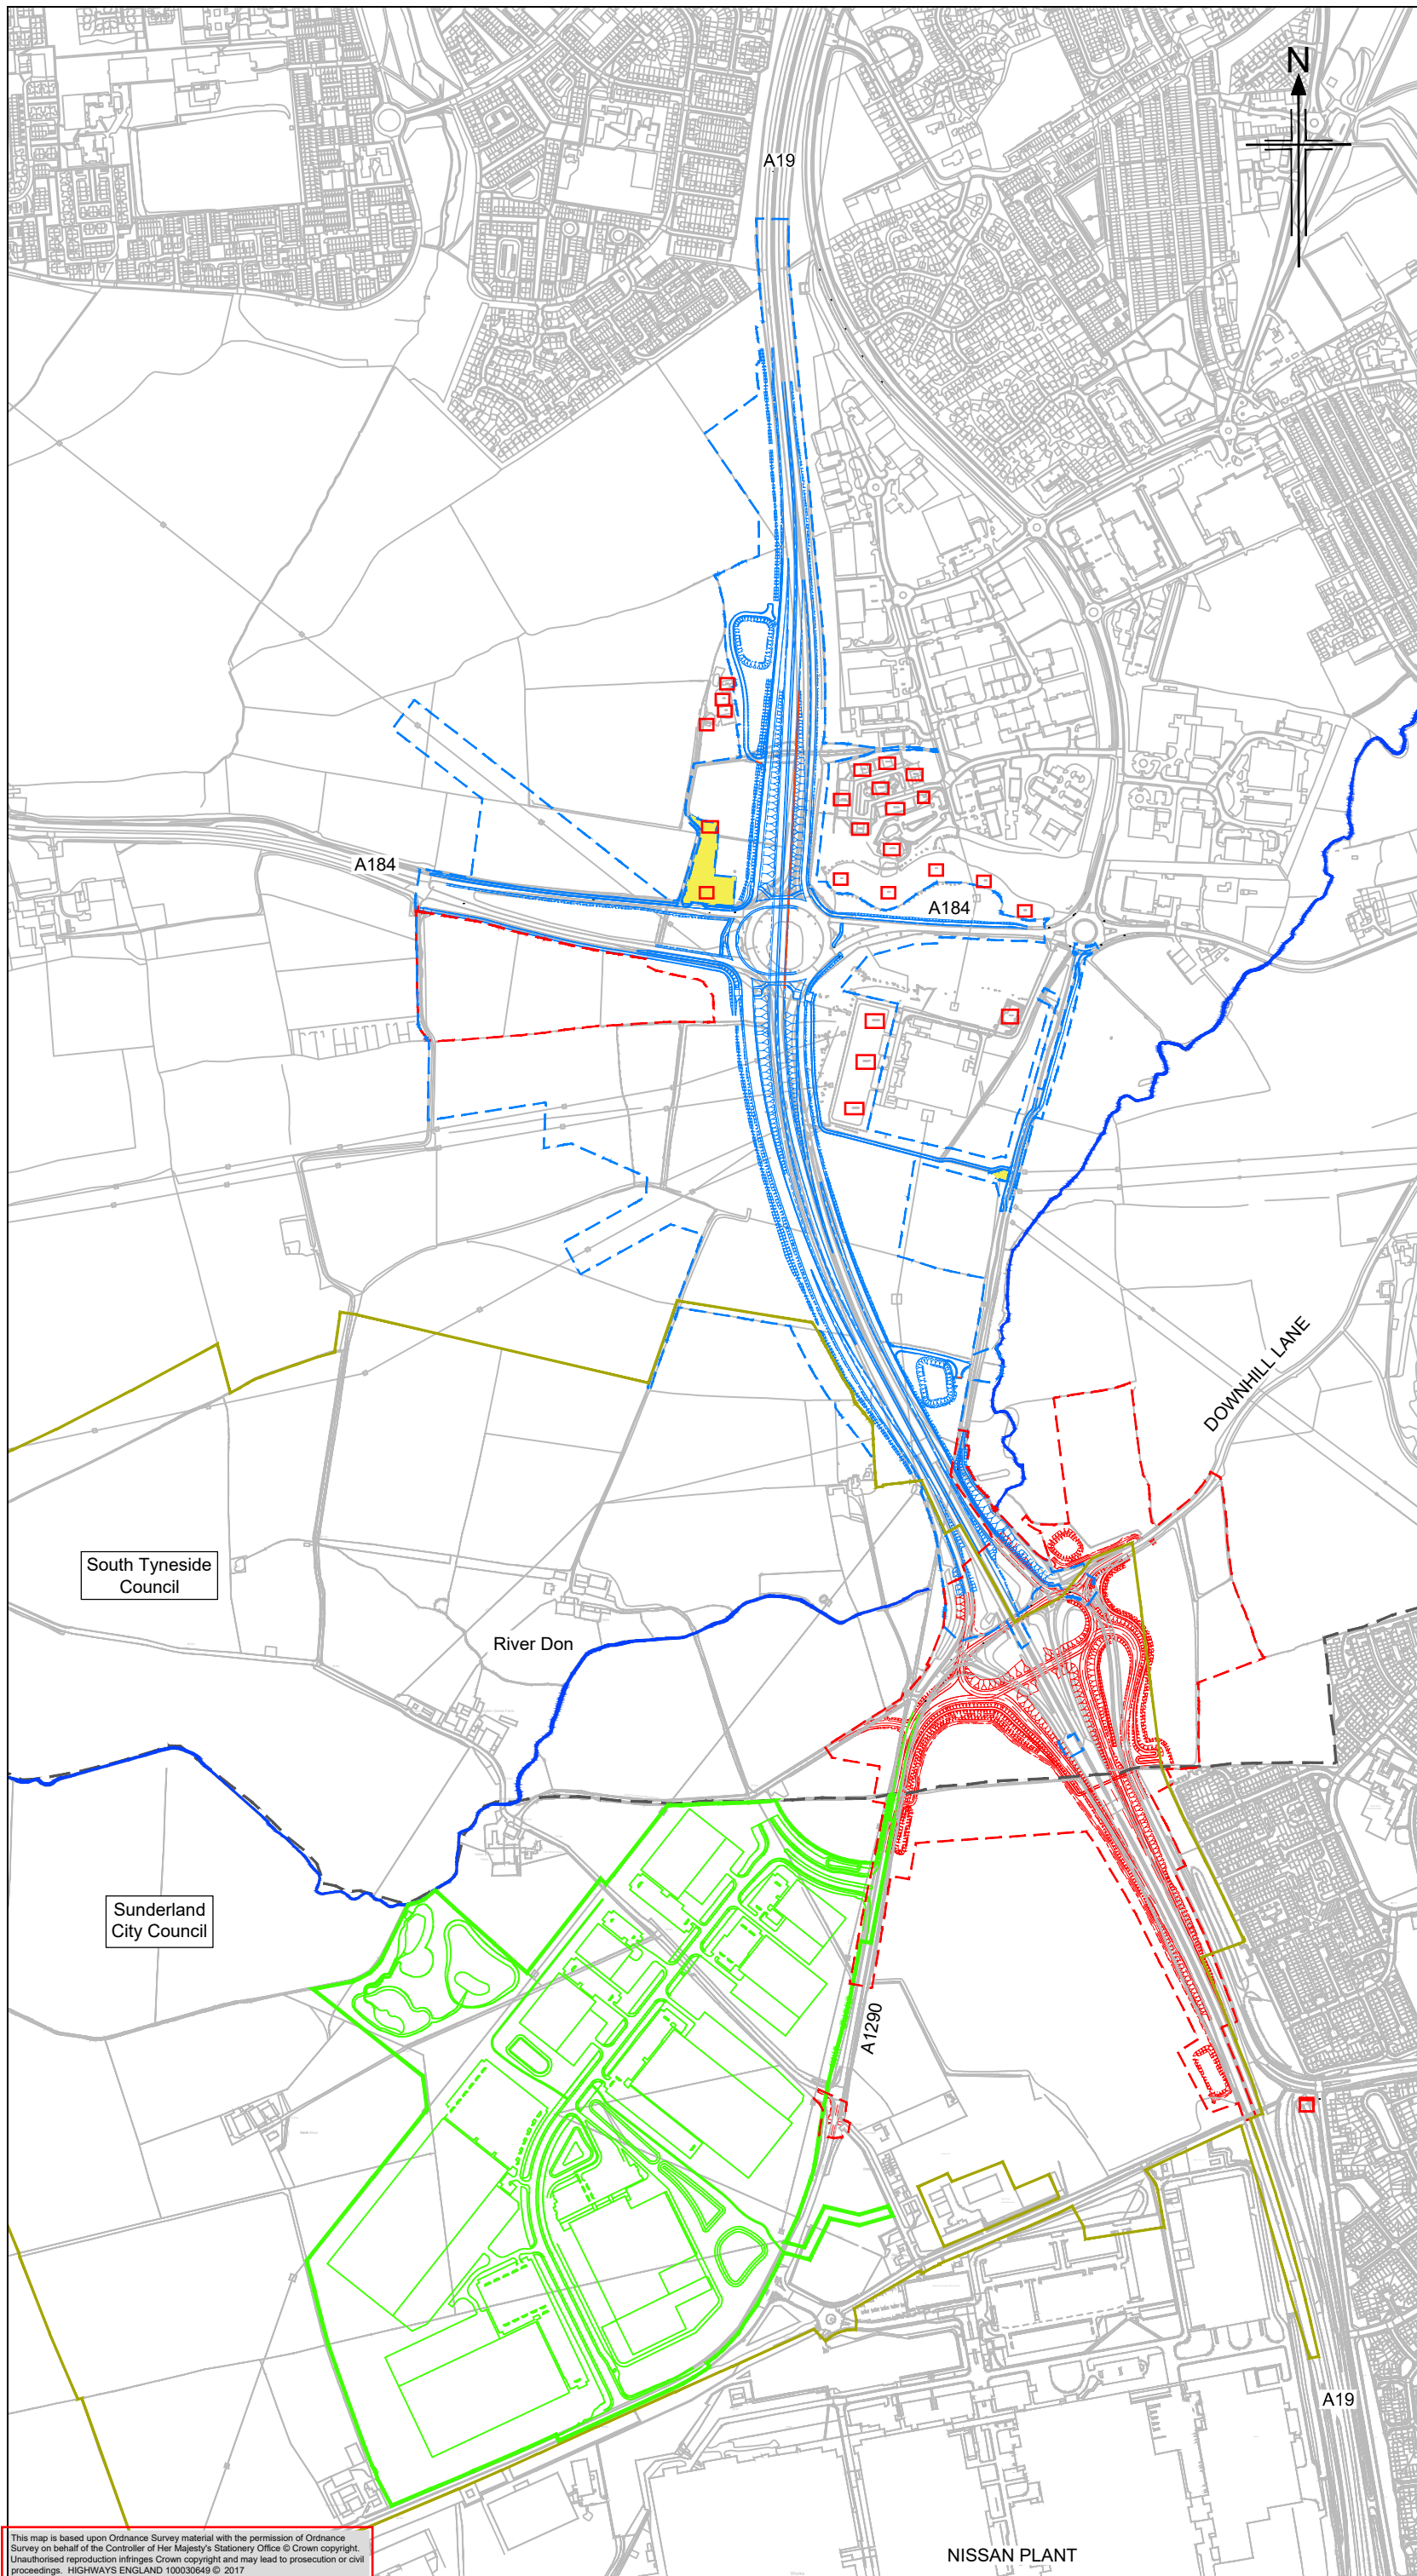 N
A19
A184
A184
DOWNHILL LANE
South Tyneside
Council
River Don
Sunderland
City Council
A1290
A19
NISSAN PLANT
This map is based upon Ordnance Survey material with the permission of Ordnance
Survey on behalf of the Controller of Her Majesty's Stationery Office © Crown copyright.
Unauthorised reproduction infringes Crown copyright and may lead to prosecution or civil
proceedings. HIGHWAYS ENGLAND 100030649 © 2017